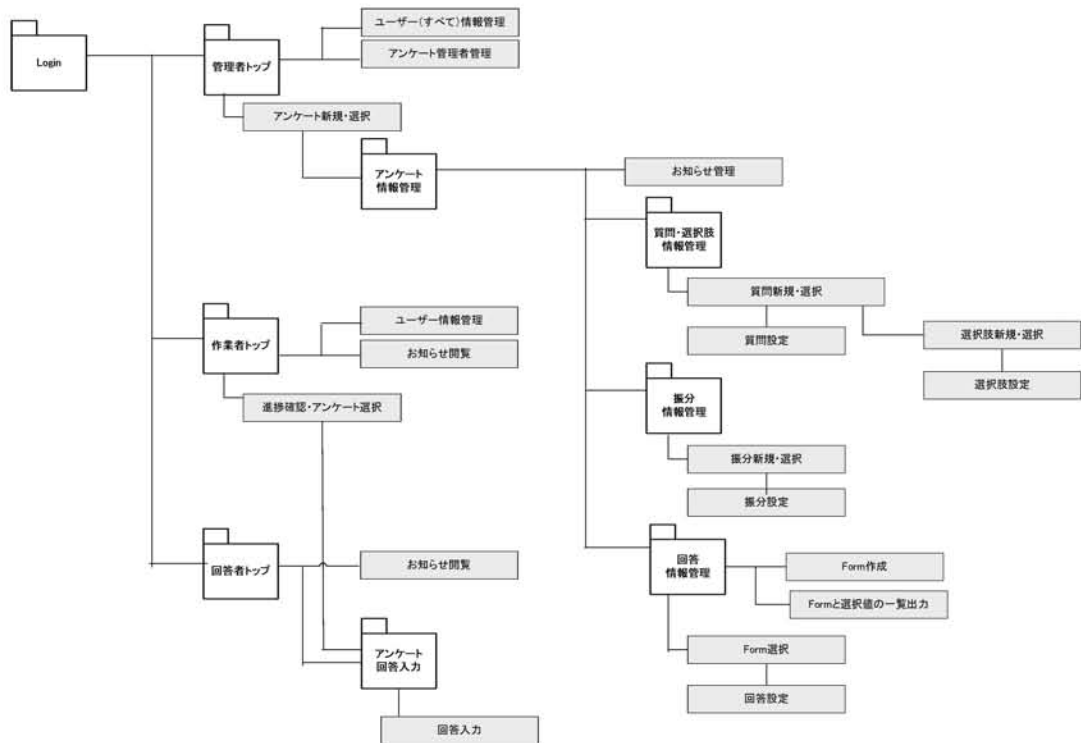 Login
管理者トップ
ユーザー(すべて)情報管理
アンケート管理者管理
アンケート新規・選択
アンケート
情報管理
お知らせ管理
質問・選択肢
情報管理
質問新規・選択
質問設定
選択肢新規・選択
選択肢設定
作業者トップ
ユーザー情報管理
お知らせ閲覧
進捗確認・アンケート選択
振分
情報管理
振分新規・選択
振分設定
回答者トップ
お知らせ閲覧
アンケート
回答入力
回答入力
回答
情報管理
Form作成
Formと選択値の一覧出力
Form選択
回答設定